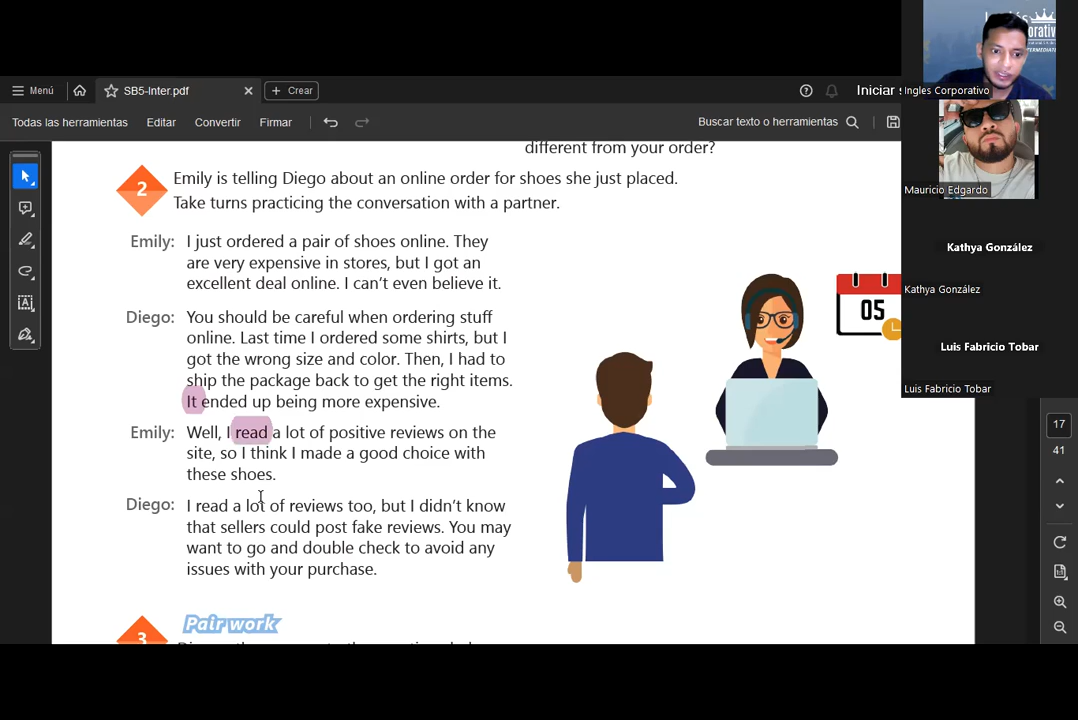 Menú
SB5-Inter.pdf
Crear
Iniciar s
Todas las herramientas
Editar
Convertir
Firmar
Buscar texto o herramientas
different from your order?
2
Emily is telling Diego about an online order for shoes she just placed.
Take turns practicing the conversation with a partner.
Emily: I just ordered a pair of shoes online. They
are very expensive in stores, but I got an
excellent deal online. I can't even believe it.
Diego: You should be careful when ordering stuff
online. Last time I ordered some shirts, but I
got the wrong size and color. Then, I had to
ship the package back to get the right items.
It ended up being more expensive.
Emily: Well, I read a lot of positive reviews on the
site, so I think I made a good choice with
these shoes.
Diego: I read a lot of reviews too, but I didn't know
that sellers could post fake reviews. You may
want to go and double check to avoid any
issues with your purchase.
Pair work
3
05
Ingles Corporativo
Mauricio Edgardo
Kathya González
Kathya González
Luis Fabricio Tobar
Luis Fabricio Tobar
17
41